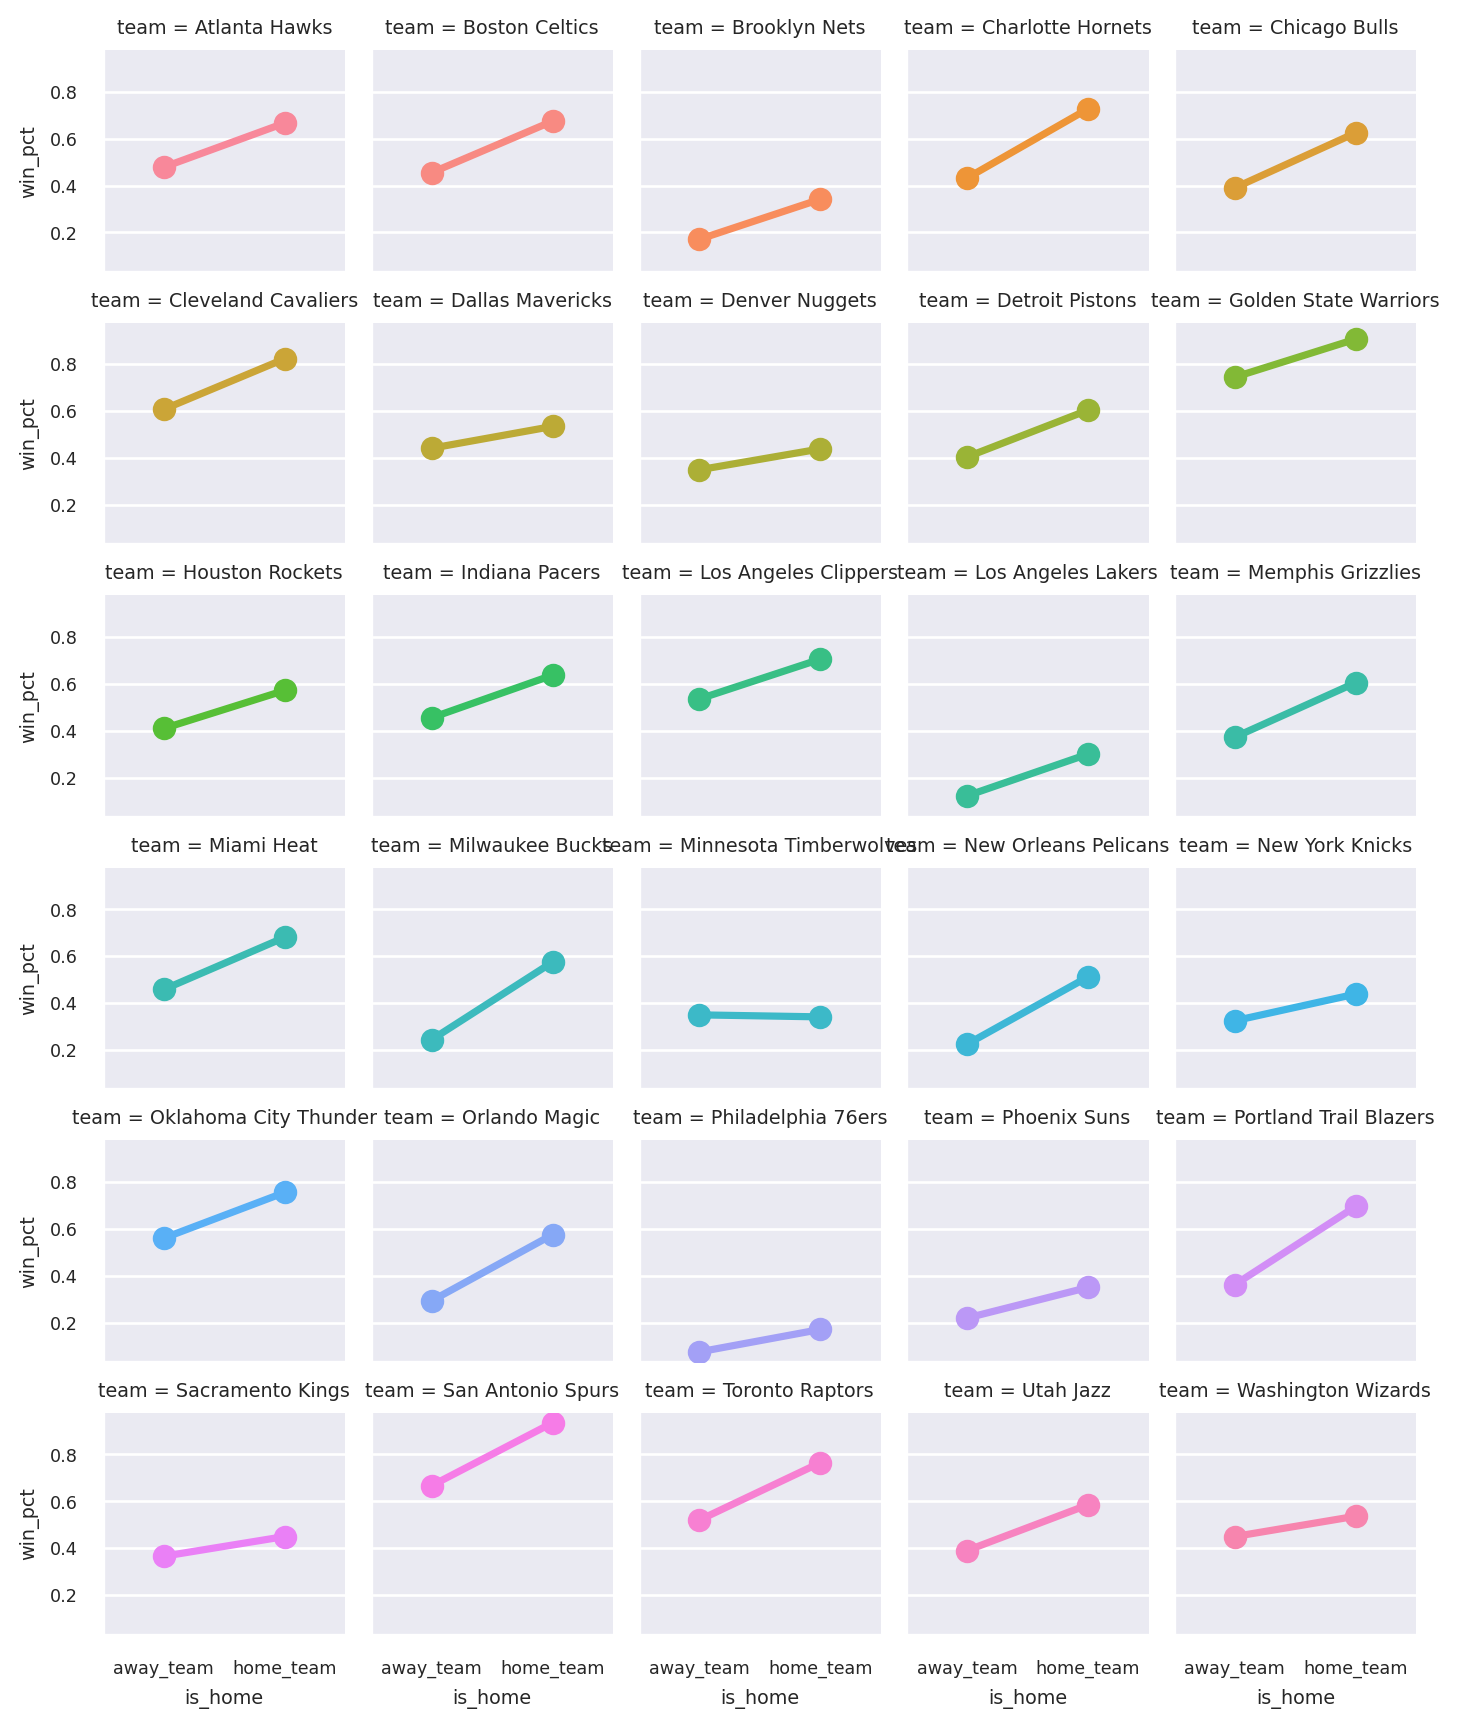 team = Atlanta Hawks team = Boston Celtics team = Brooklyn Nets team = Charlotte Hornets team = Chicago Bulls
0.8
0.6
0.4
0.2
win_pct
team = Cleveland Cavaliers team = Dallas Mavericks team = Denver Nuggets team = Detroit Pistons team = Golden State Warriors
0.8
0.6
0.4
0.2
win_pct
team = Houston Rockets team = Indiana Pacers team = Los Angeles Clippers team = Los Angeles Lakers team = Memphis Grizzlies
0.8
0.6
0.4
0.2
win_pct
team = Miami Heat team = Milwaukee Bucks team = Minnesota Timberwolves team = New Orleans Pelicans team = New York Knicks
0.8
0.6
0.4
0.2
win_pct
team = Oklahoma City Thunder team = Orlando Magic team = Philadelphia 76ers team = Phoenix Suns team = Portland Trail Blazers
0.8
0.6
0.4
0.2
win_pct
team = Sacramento Kings team = San Antonio Spurs team = Toronto Raptors team = Utah Jazz team = Washington Wizards
0.8
0.6
0.4
0.2
win_pct
away_team home_team away_team home_team away_team home_team away_team home_team away_team home_team
is_home is_home is_home is_home is_home